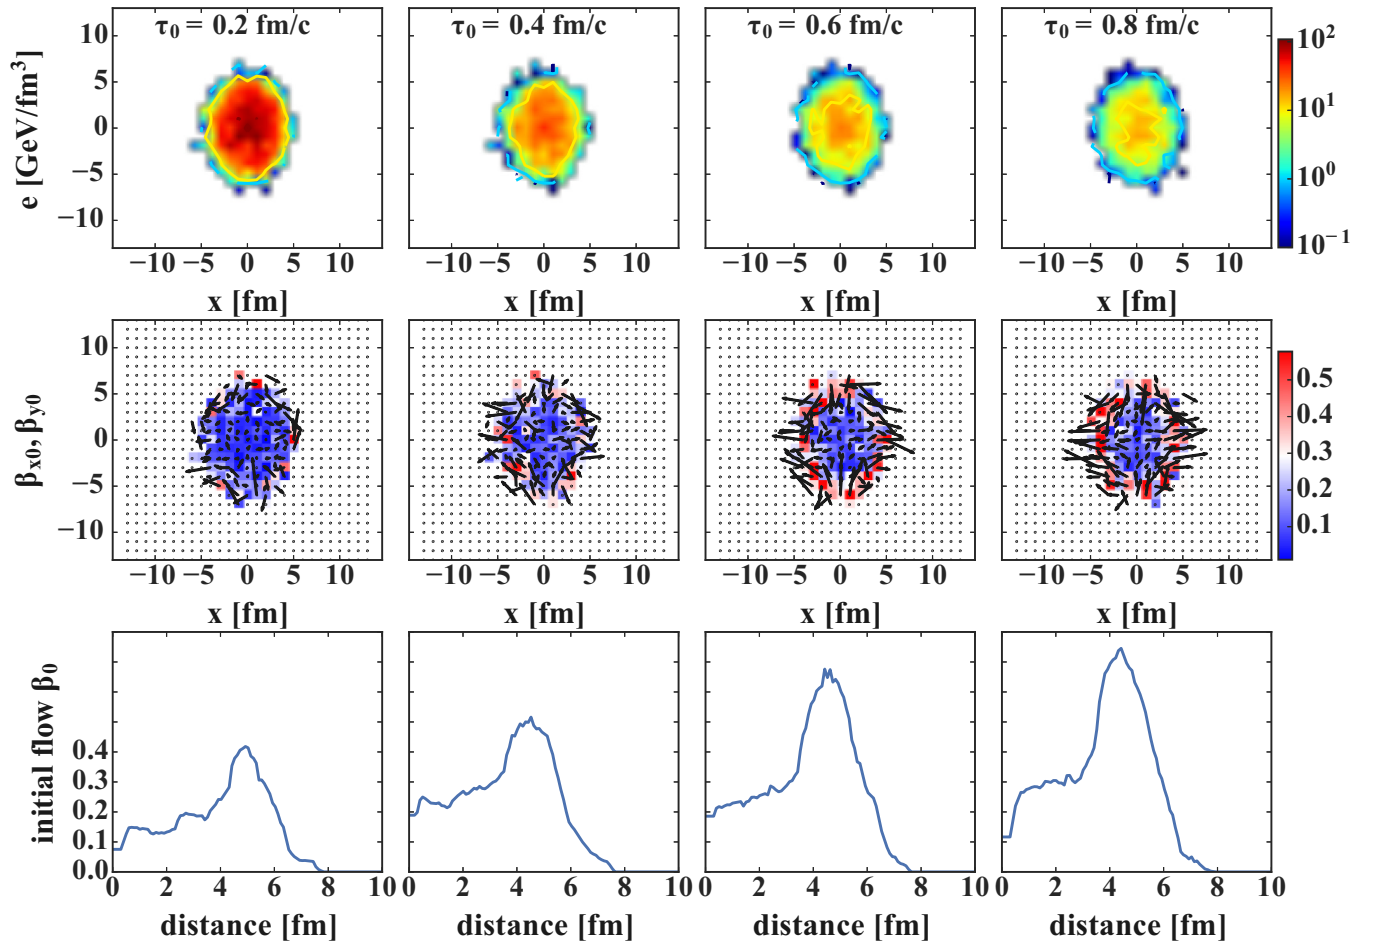 τ₀ = 0.2 fm/c τ₀ = 0.4 fm/c τ₀ = 0.6 fm/c τ₀ = 0.8 fm/c
e [GeV/fm³]
10
5
0
−5
−10
10²
10¹
10⁰
10⁻¹
−10 −5 0 5 10 −10 −5 0 5 10 −10 −5 0 5 10 −10 −5 0 5 10
x [fm] x [fm] x [fm] x [fm]
βₓ₀, βᵧ₀
10
5
0
−5
−10
0.5
0.4
0.3
0.2
0.1
−10 −5 0 5 10 −10 −5 0 5 10 −10 −5 0 5 10 −10 −5 0 5 10
x [fm] x [fm] x [fm] x [fm]
initial flow β₀
0.4
0.3
0.2
0.1
0.0
0 2 4 6 8 10 0 2 4 6 8 10 0 2 4 6 8 10 0 2 4 6 8 10
distance [fm] distance [fm] distance [fm] distance [fm]